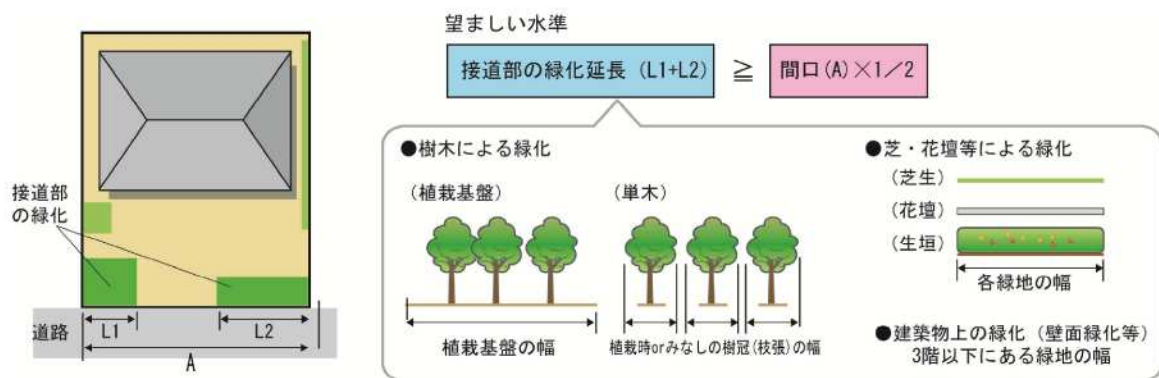 望ましい水準
接道部の緑化延長（L1+L2）
≧
間口(A)×1／2
接道部
の緑化
道路
L1
L2
A
●樹木による緑化
（植栽基盤）
（単木）
植栽基盤の幅
植栽時orみなしの樹冠(枝張)の幅
●芝・花壇等による緑化
（芝生）
（花壇）
（生垣）
各緑地の幅
●建築物上の緑化（壁面緑化等）
3階以下にある緑地の幅